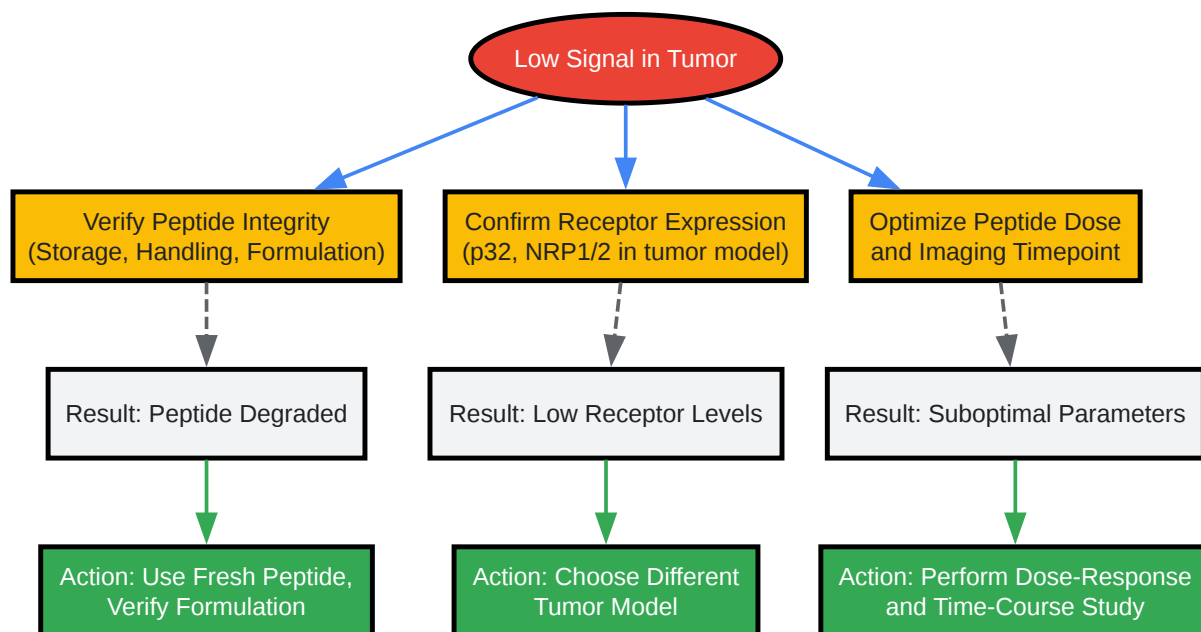 Low Signal in Tumor
Verify Peptide Integrity
(Storage, Handling, Formulation)
Confirm Receptor Expression
(p32, NRP1/2 in tumor model)
Optimize Peptide Dose
and Imaging Timepoint
Result: Peptide Degraded
Result: Low Receptor Levels
Result: Suboptimal Parameters
Action: Use Fresh Peptide,
Verify Formulation
Action: Choose Different
Tumor Model
Action: Perform Dose-Response
and Time-Course Study